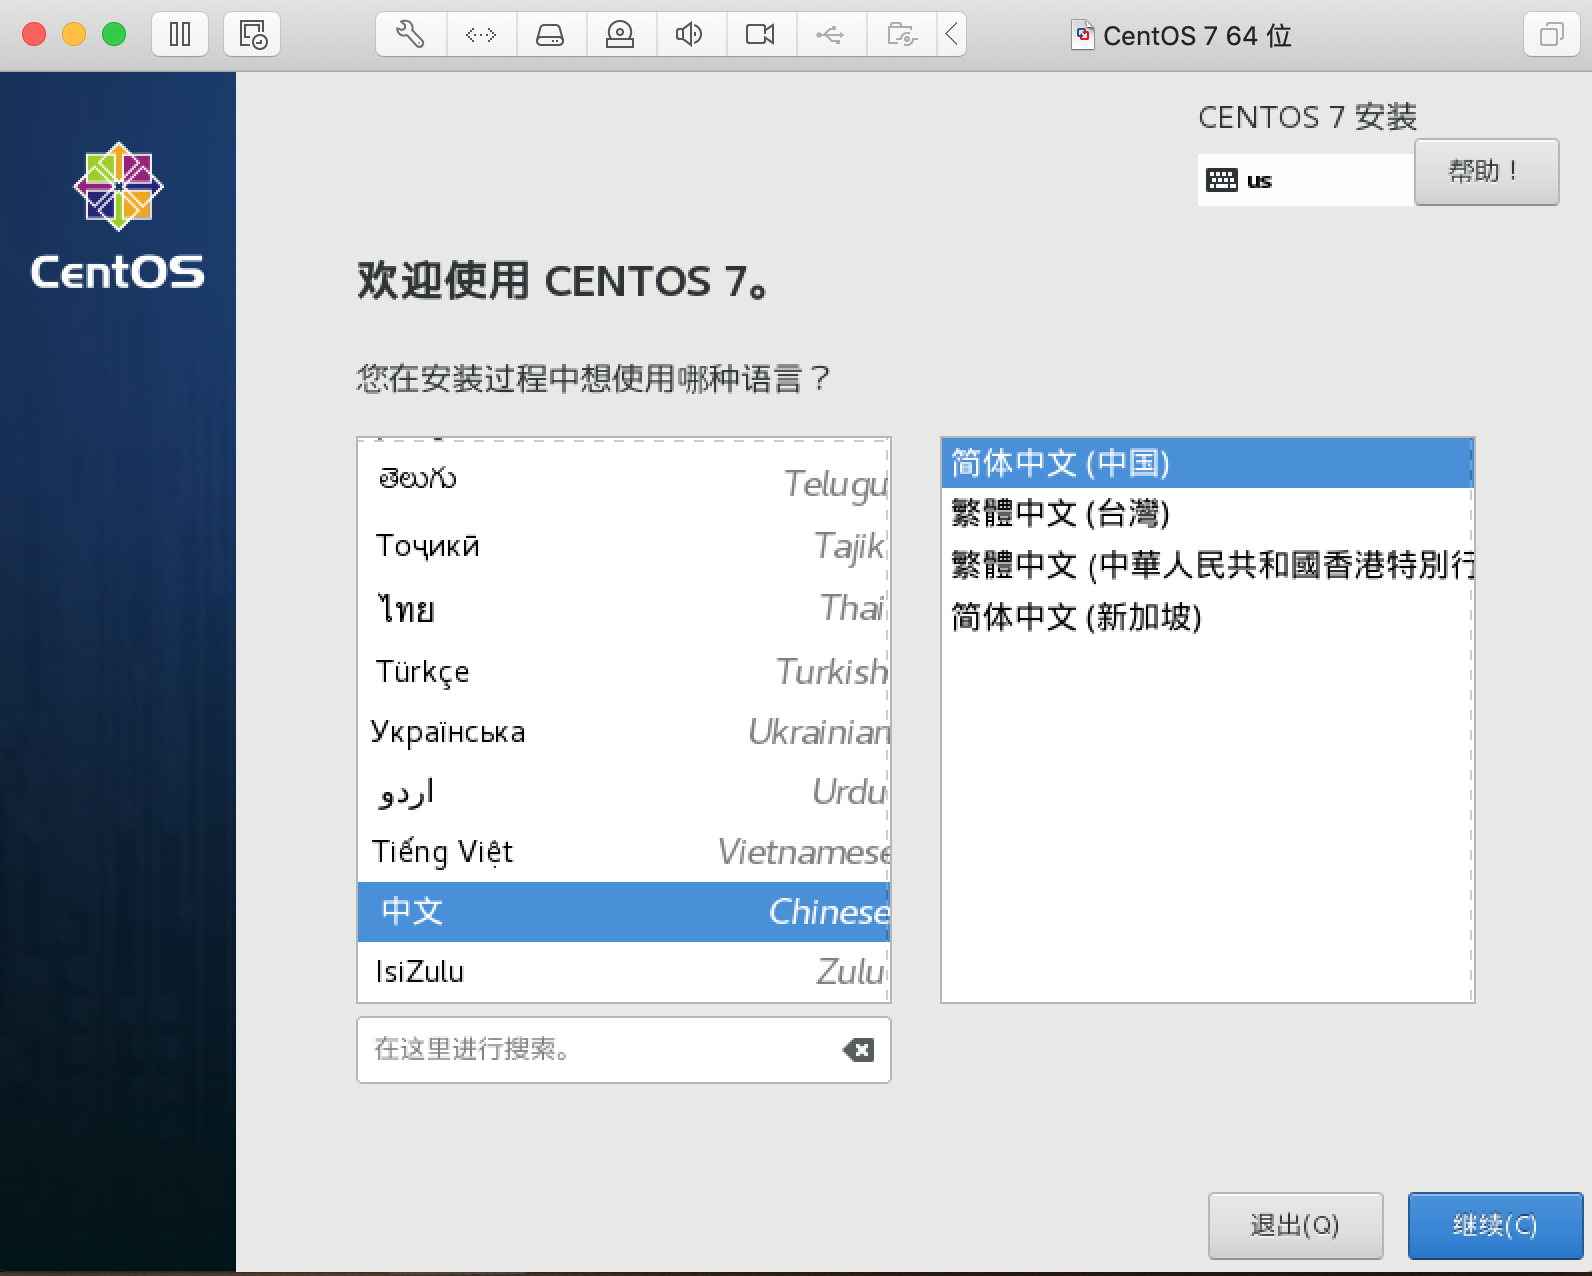 CentOS 7 64 位
CentOS
CENTOS 7 安装
us
帮助！
欢迎使用 CENTOS 7。
您在安装过程中想使用哪种语言？
తెలుగు Telugu
Тоҷикӣ Tajik
ไทย Thai
Türkçe Turkish
Українська Ukrainian
اردو Urdu
Tiếng Việt Vietnamese
中文 Chinese
IsiZulu Zulu
在这里进行搜索。
简体中文 (中国)
繁體中文 (台灣)
繁體中文 (中華人民共和國香港特別行
简体中文 (新加坡)
退出(Q)
继续(C)